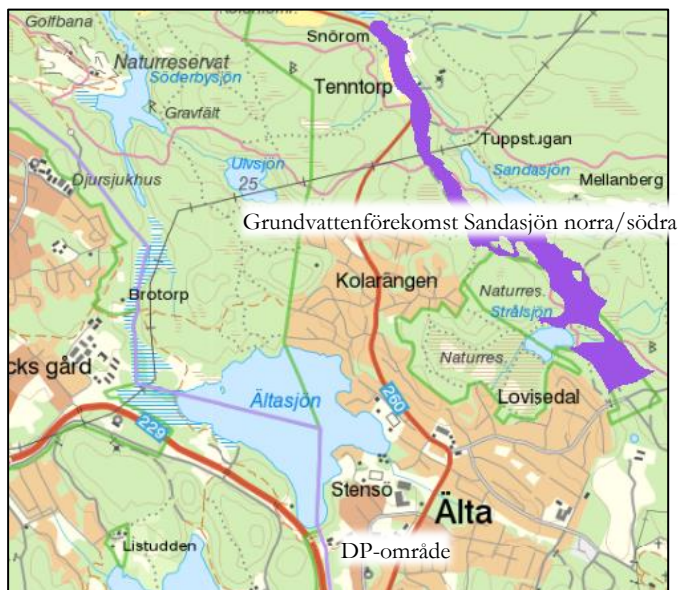 Kolantorpet
Golfbana
Snörom
Naturreservat
Söderbysjön
Tenntorp
Gravfält
Tuppstugan
Ulvsjön
Sandasjön
25
Djursjukhus
Mellanberg
Grundvattenförekomst Sandasjön norra/södra
Kolarängen
Naturres.
Brotorp
Strålsjön
Naturres.
cks gård
Ältasjön
260
Lovisedal
229
Stensö
Älta
DP-område
Listudden